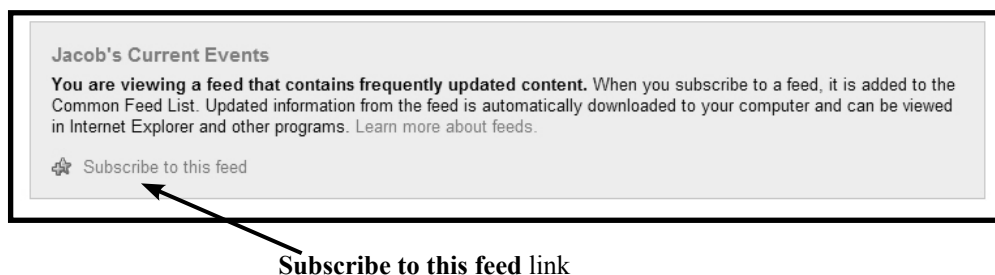 Jacob's Current Events
You are viewing a feed that contains frequently updated content. When you subscribe to a feed, it is added to the
Common Feed List. Updated information from the feed is automatically downloaded to your computer and can be viewed
in Internet Explorer and other programs. Learn more about feeds.
Subscribe to this feed
Subscribe to this feed link